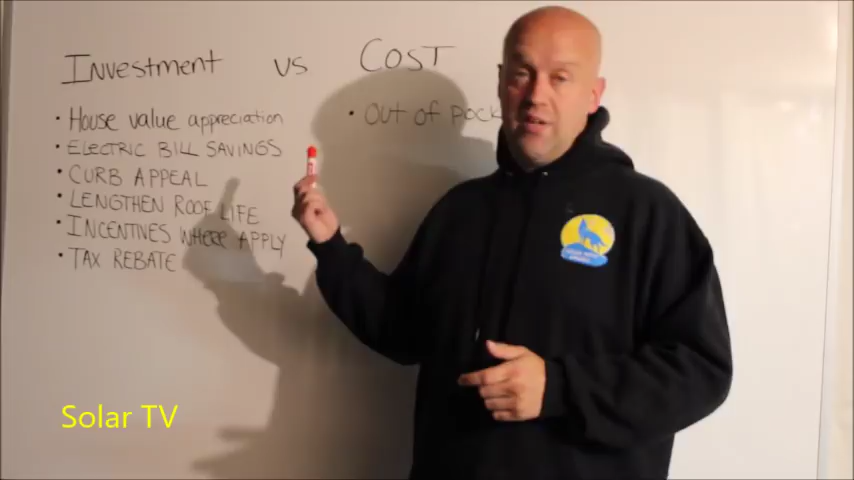 Investment vs COST
• House value appreciation
• ELECTRIC BILL SAVINGS
• CURB APPEAL
• LENGTHEN ROOF LIFE
• INCENTIVES WHERE APPLY
• TAX REBATE
• Out of pock
Solar TV